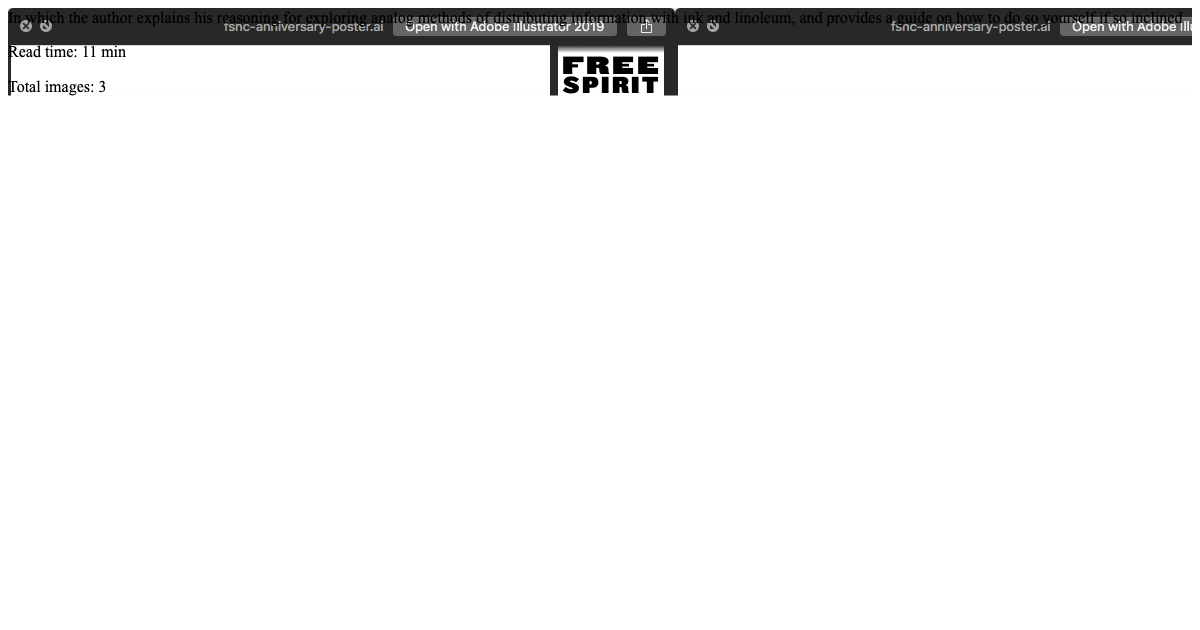 In which the author explains his reasoning for exploring analog methods of distributing information with ink and linoleum, and provides a guide on how to do so yourself if so inclined.
fsnc-anniversary-poster.ai Open with Adobe Illustrator 2019 fsnc-anniversary-poster.ai Open with Adobe Illu
Read time: 11 min
FREE
SPIRIT
Total images: 3